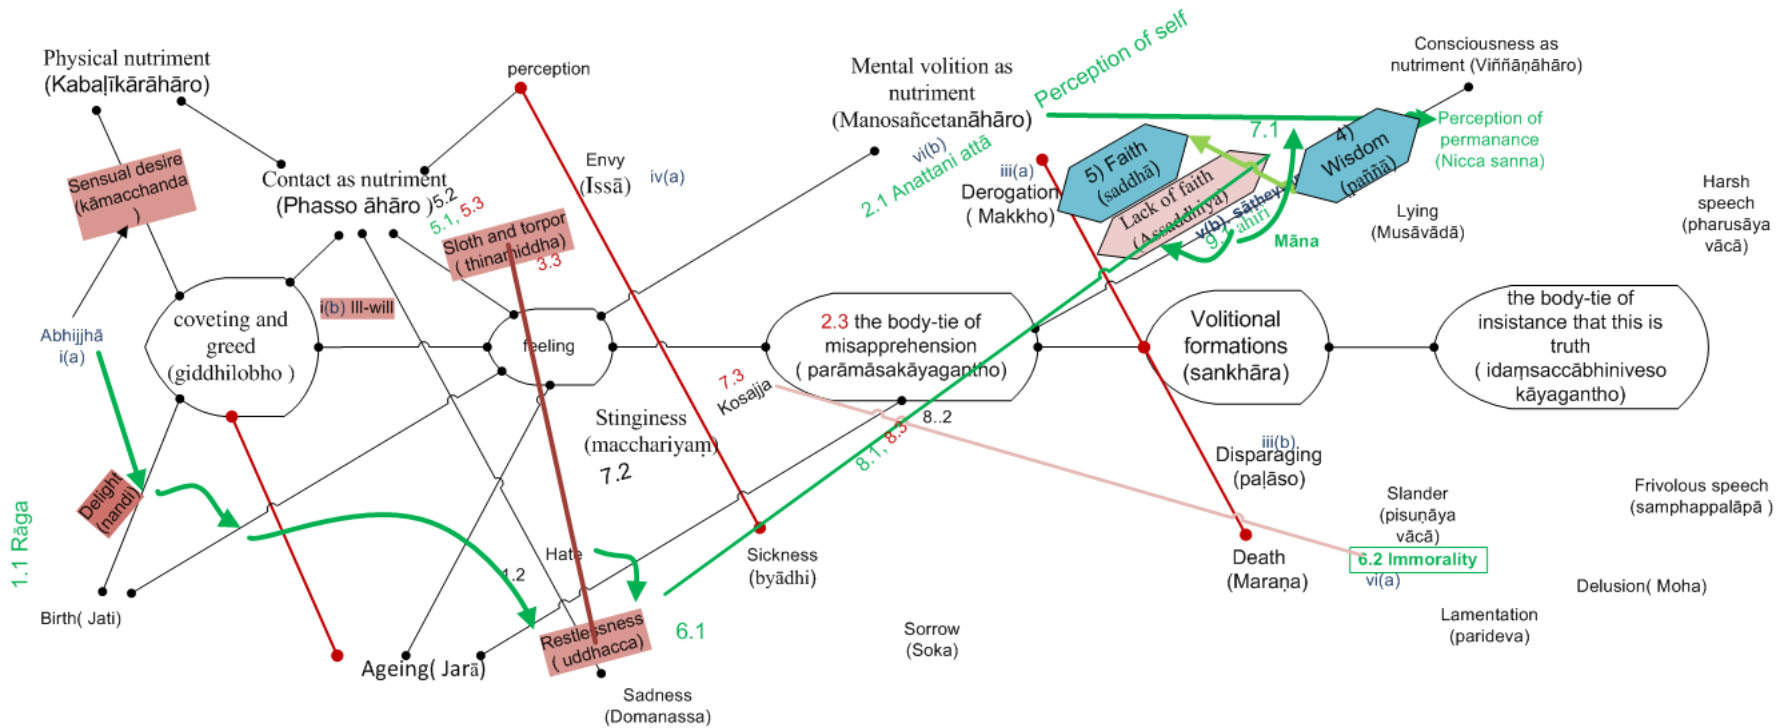 Physical nutriment
(Kabaḷīkārāhāro)
perception
Mental volition as
nutriment
(Manosañcetanāhāro)
Perception of self
Consciousness as
nutriment (Viññāṇāhāro)
Sensual desire
(kāmacchanda
)
Contact as nutriment
(Phasso āhāro )
5.2
5.1, 5.3
Envy
(Issā)
iv(a)
vi(b)
2.1 Anattani attā
iii(a)
Derogation
( Makkho)
5) Faith
(saddhā)
Lack of faith
(Assaddhiya)
7.1
4)
Wisdom
(paññā)
Perception of
permanance
(Nicca sanna)
Harsh
speech
(pharusāya
vācā)
Lying
(Musāvādā)
v(b).
9.1 ahiri
Māna
Sloth and torpor
( thinamiddha)
3.3
Abhijjhā
i(a)
coveting and
greed
(giddhilobho )
i(b) Ill-will
feeling
2.3 the body-tie of
misapprehension
( parāmāsakāyagantho)
Volitional
formations
(sankhāra)
the body-tie of
insistance that this is
truth
( idaṃsaccābhiniveso
kāyagantho)
7.3
Kosajja
Stinginess
(macchariyaṃ)
7.2
8..2
8.1, 8.3
iii(b).
Disparaging
(paḷāso)
Delight
(nandi)
1.1 Rāga
Slander
(pisuṇāya
vācā)
Frivolous speech
(samphappalāpā )
Hate
1.2
Sickness
(byādhi)
Death
(Maraṇa)
6.2 Immorality
vi(a)
Delusion( Moha)
Birth( Jati)
Restlessness
( uddhacca)
6.1
Lamentation
(parideva)
Sorrow
(Soka)
Ageing( Jarā)
Sadness
(Domanassa)